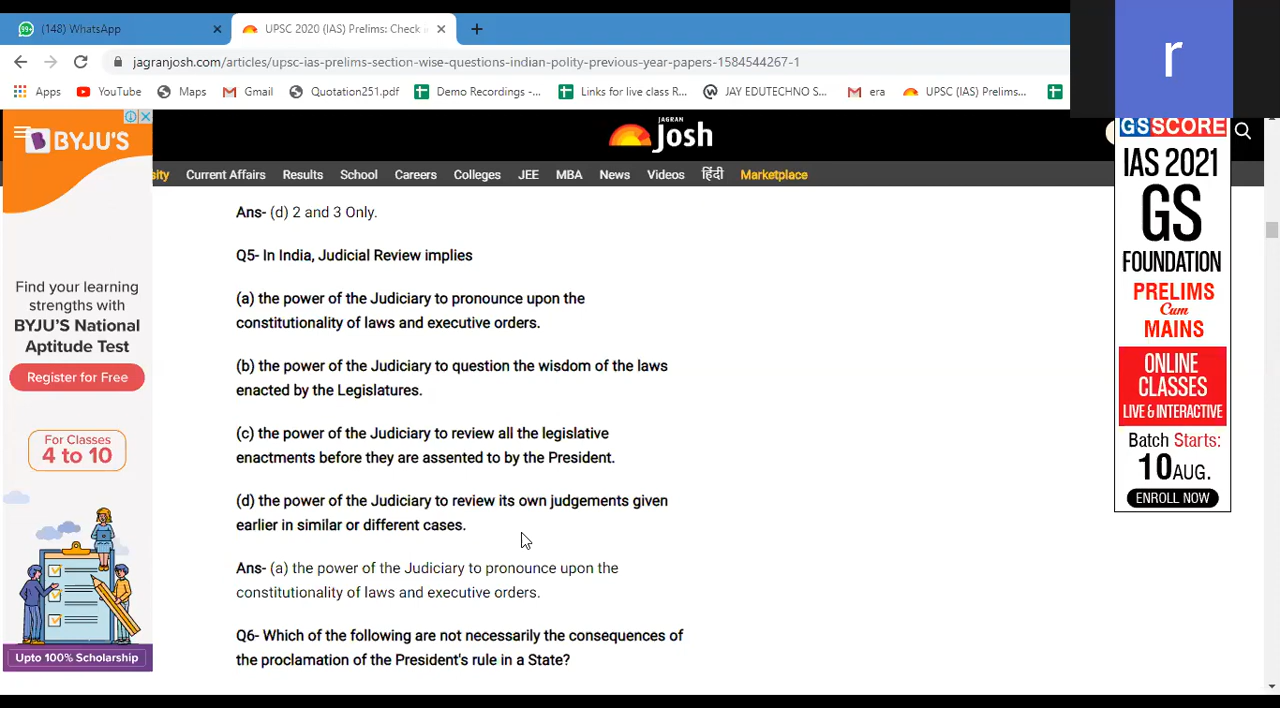 99+
(148) WhatsApp
UPSC 2020 (IAS) Prelims: Check
jagranjosh.com/articles/upsc-ias-prelims-section-wise-questions-indian-polity-previous-year-papers-1584544267-1
Apps
YouTube
Maps
Gmail
Quotation251.pdf
Demo Recordings -...
Links for live class R...
JAY EDUTECHNO S...
era
UPSC (IAS) Prelims...
r
BYJU'S
JAGRAN
Josh
sity
Current Affairs
Results
School
Careers
Colleges
JEE
MBA
News
Videos
हिंदी
Marketplace
Find your learning
strengths with
BYJU'S National
Aptitude Test
Register for Free
For Classes
4 to 10
Upto 100% Scholarship
Ans- (d) 2 and 3 Only.
Q5- In India, Judicial Review implies
(a) the power of the Judiciary to pronounce upon the
constitutionality of laws and executive orders.
(b) the power of the Judiciary to question the wisdom of the laws
enacted by the Legislatures.
(c) the power of the Judiciary to review all the legislative
enactments before they are assented to by the President.
(d) the power of the Judiciary to review its own judgements given
earlier in similar or different cases.
Ans- (a) the power of the Judiciary to pronounce upon the
constitutionality of laws and executive orders.
Q6- Which of the following are not necessarily the consequences of
the proclamation of the President's rule in a State?
GSSCORE
IAS 2021
GS
FOUNDATION
PRELIMS
Cum
MAINS
ONLINE
CLASSES
LIVE & INTERACTIVE
Batch Starts:
10 AUG.
ENROLL NOW